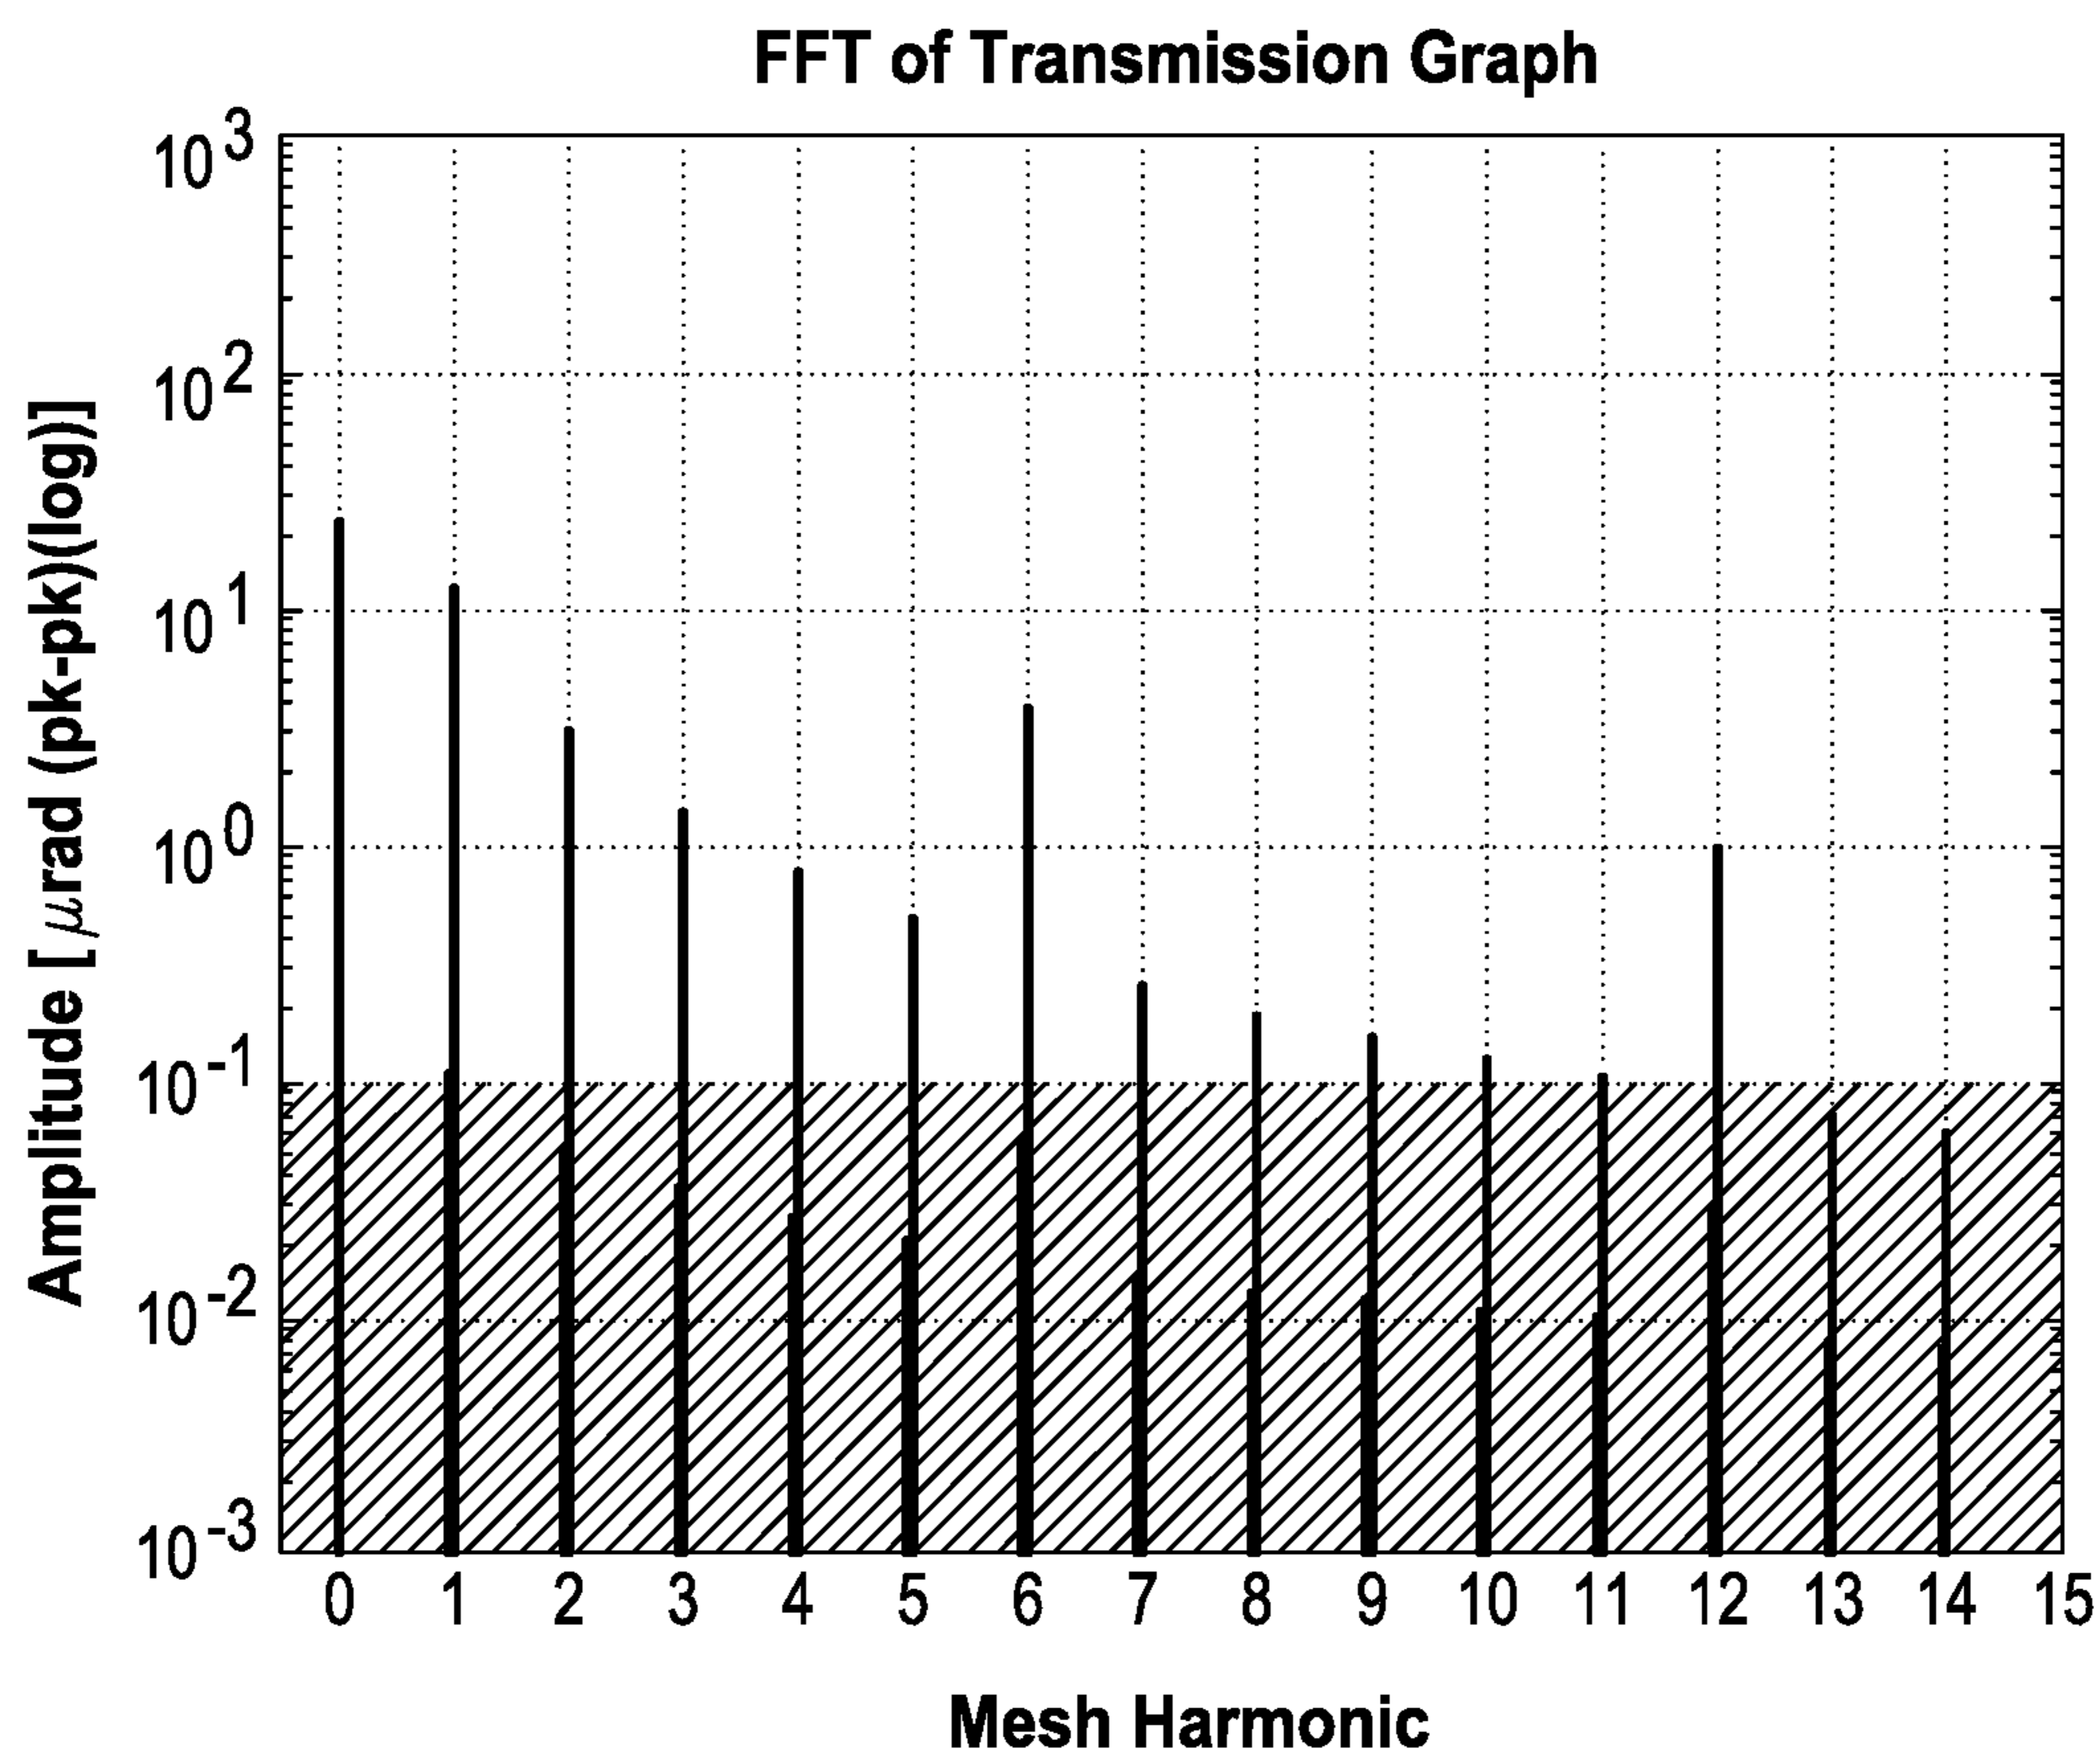 FFT of Transmission Graph
Amplitude [μrad (pk-pk)(log)]
10^3
10^2
10^1
10^0
10^-1
10^-2
10^-3
0 1 2 3 4 5 6 7 8 9 10 11 12 13 14 15
Mesh Harmonic